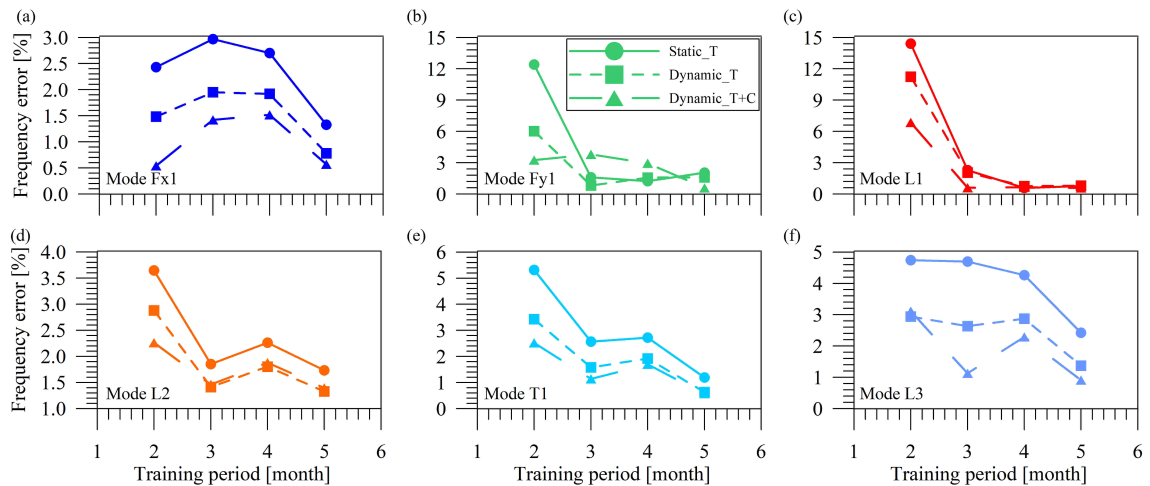 (a)
(b)
(c)
Frequency error [%]
3.0
2.5
2.0
1.5
1.0
0.5
0.0
Mode Fx1
15
12
9
6
3
0
Static_T
Dynamic_T
Dynamic_T+C
Mode Fy1
15
12
9
6
3
0
Mode L1
(d)
(e)
(f)
Frequency error [%]
4.0
3.5
3.0
2.5
2.0
1.5
1.0
Mode L2
1 2 3 4 5 6
Training period [month]
6
5
4
3
2
1
0
Mode T1
1 2 3 4 5 6
Training period [month]
5
4
3
2
1
0
Mode L3
1 2 3 4 5 6
Training period [month]